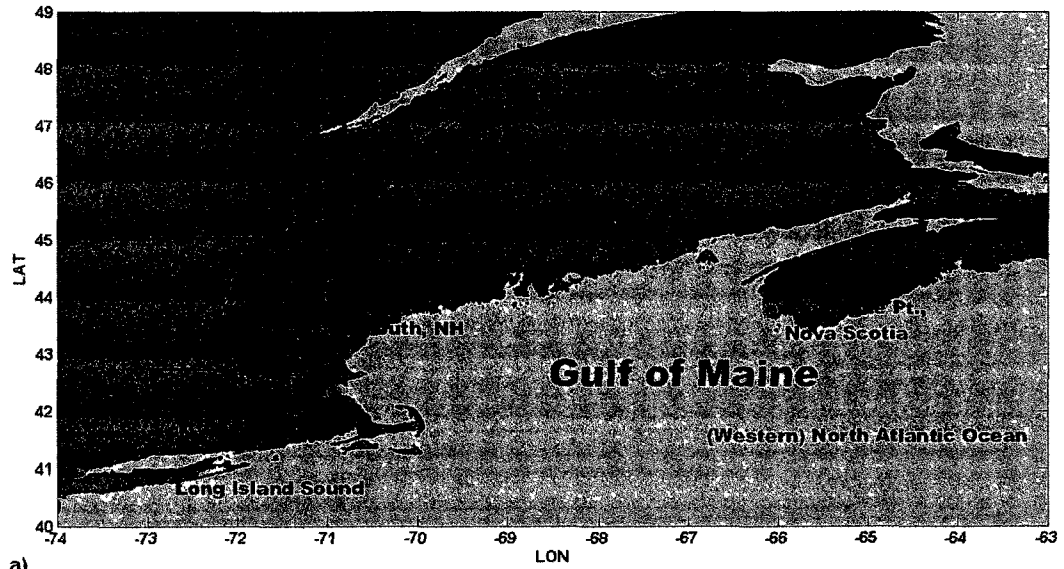 49
48
47
46
45
44
43
42
41
40
LAT
Pt.,
uth, NH
Nova Scotia
Gulf of Maine
(Western) North Atlantic Ocean
Long Island Sound
-74 -73 -72 -71 -70 -69 -68 -67 -66 -65 -64 -63
LON
a)